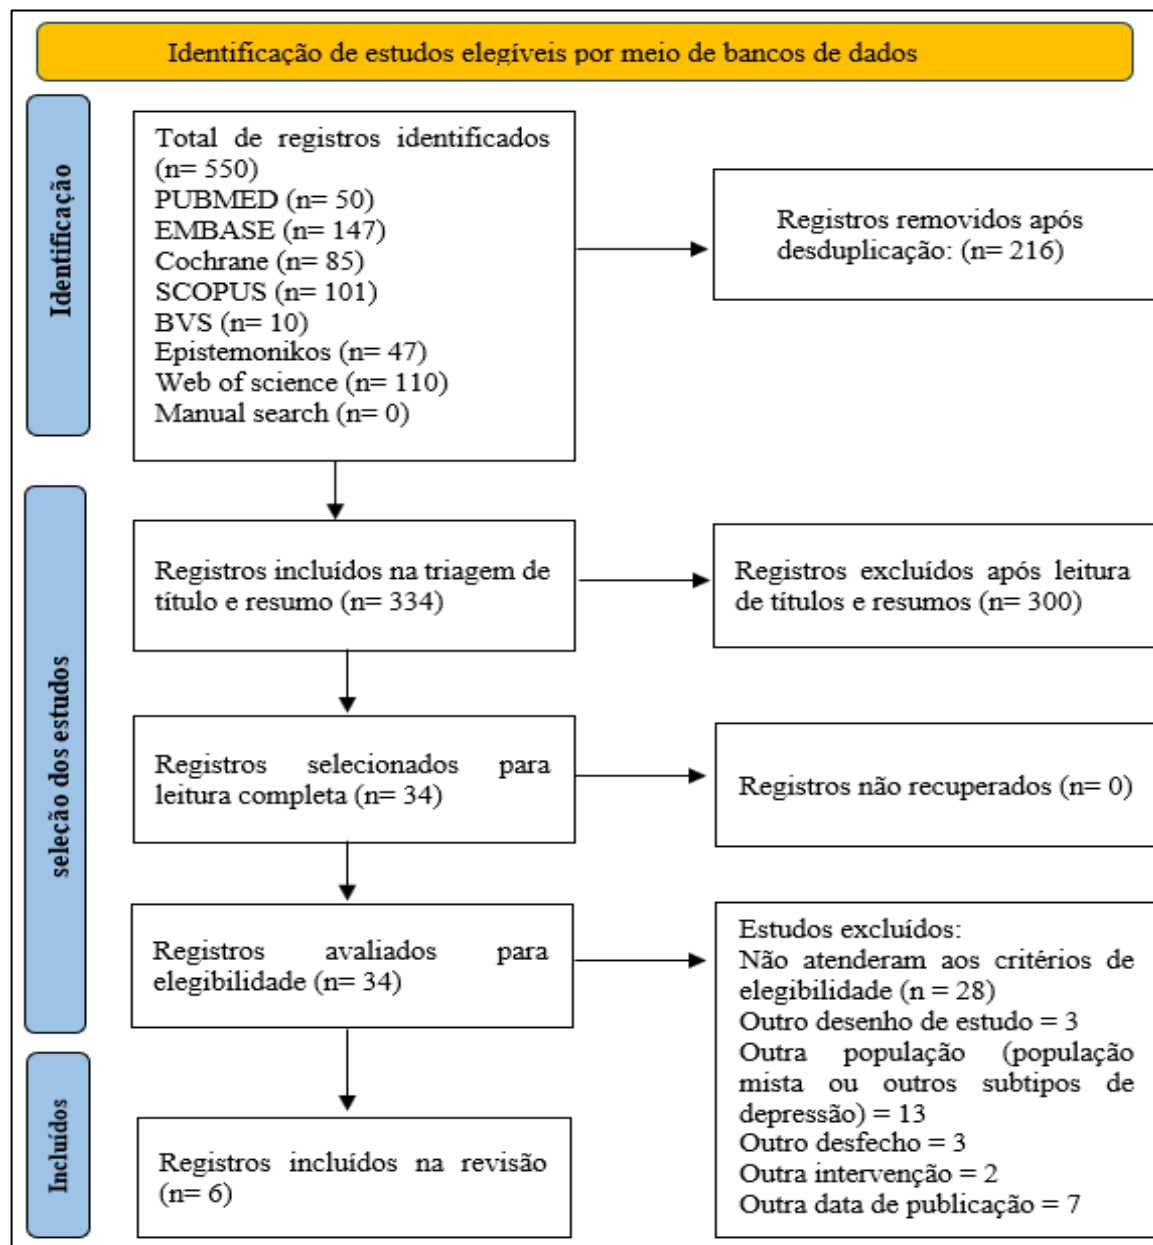 Identificação de estudos elegíveis por meio de bancos de dados
Identificação
Total de registros identificados
(n= 550)
PUBMED (n= 50)
EMBASE (n= 147)
Cochrane (n= 85)
SCOPUS (n= 101)
BVS (n= 10)
Epistemonikos (n= 47)
Web of science (n= 110)
Manual search (n= 0)
Registros removidos após
desduplicação: (n= 216)
seleção dos estudos
Registros incluídos na triagem de
título e resumo (n= 334)
Registros excluídos após leitura
de títulos e resumos (n= 300)
Registros selecionados para
leitura completa (n= 34)
Registros não recuperados (n= 0)
Registros avaliados para
elegibilidade (n= 34)
Estudos excluídos:
Não atenderam aos critérios de
elegibilidade (n = 28)
Outro desenho de estudo = 3
Outra população (população
mista ou outros subtipos de
depressão) = 13
Outro desfecho = 3
Outra intervenção = 2
Outra data de publicação = 7
Incluídos
Registros incluídos na revisão
(n= 6)